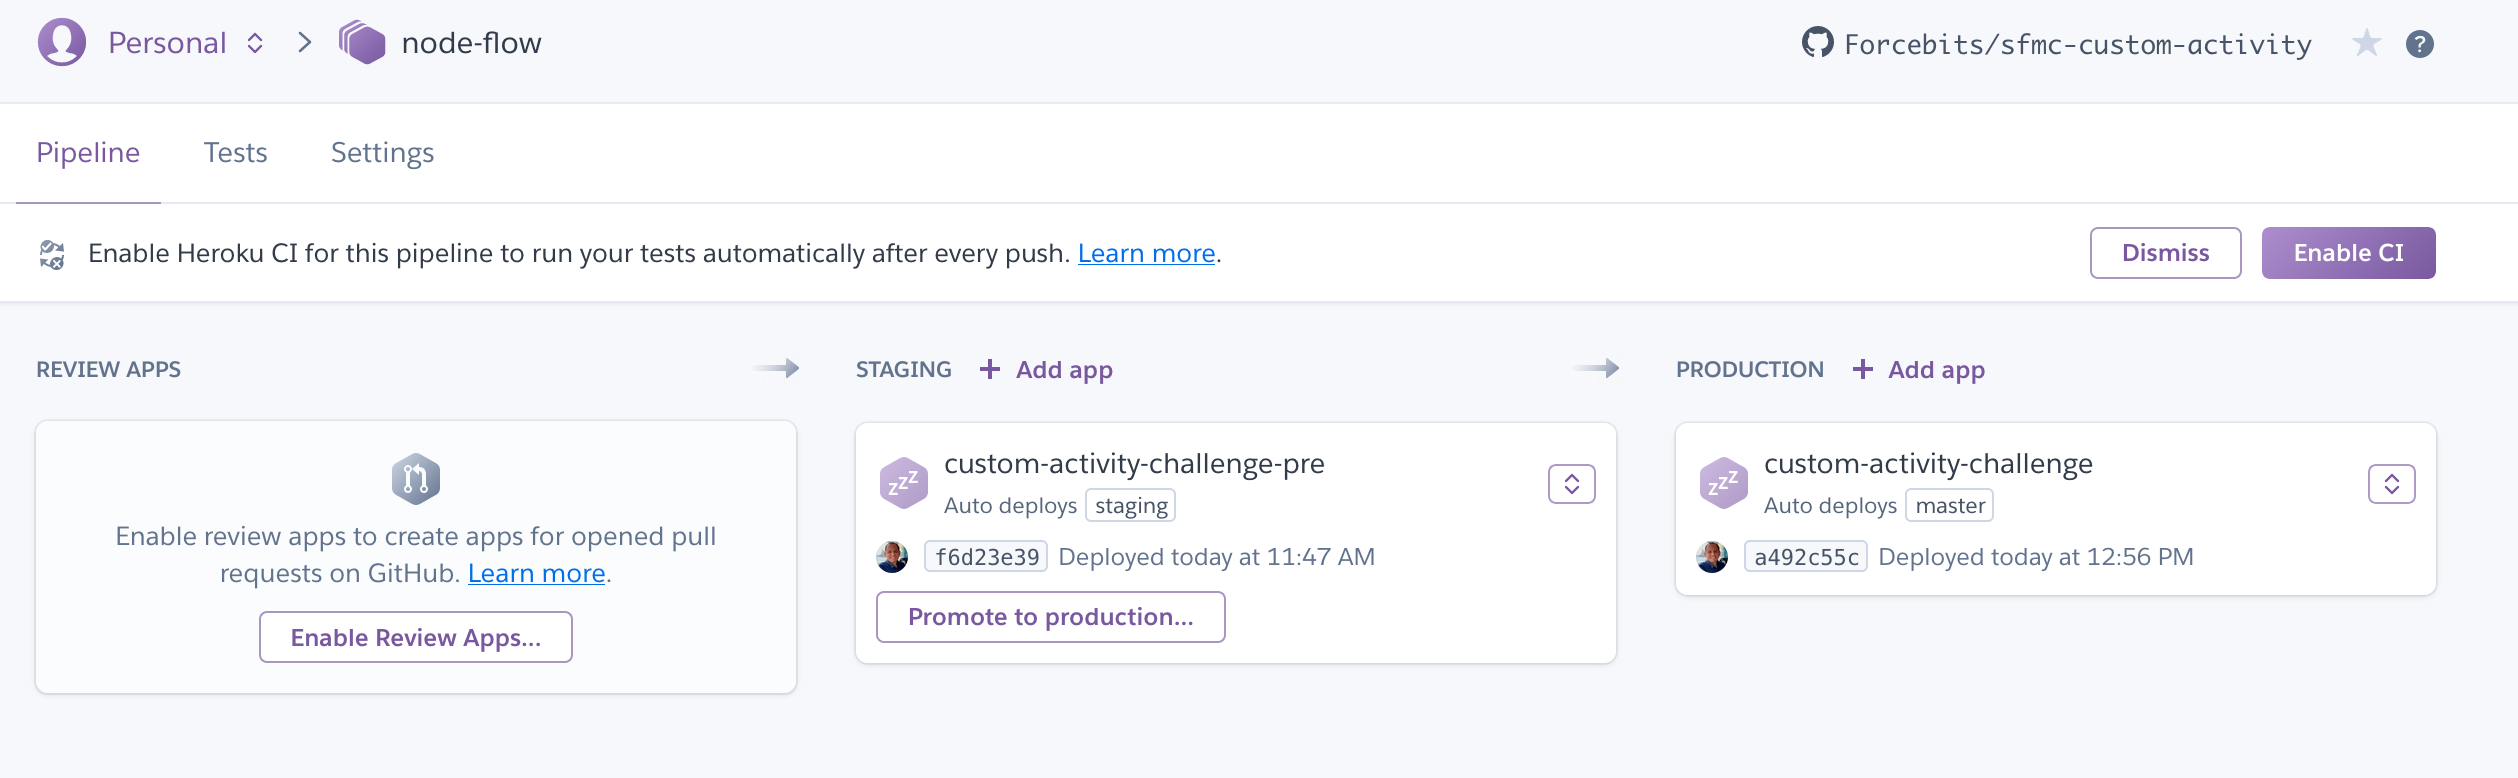 Personal node-flow Forcebits/sfmc-custom-activity ?
Pipeline Tests Settings
Enable Heroku CI for this pipeline to run your tests automatically after every push. Learn more. Dismiss Enable CI
REVIEW APPS
Enable review apps to create apps for opened pull
requests on GitHub. Learn more.
Enable Review Apps...
STAGING + Add app
zzZ
custom-activity-challenge-pre
Auto deploys staging
f6d23e39 Deployed today at 11:47 AM
Promote to production...
PRODUCTION + Add app
zzZ
custom-activity-challenge
Auto deploys master
a492c55c Deployed today at 12:56 PM